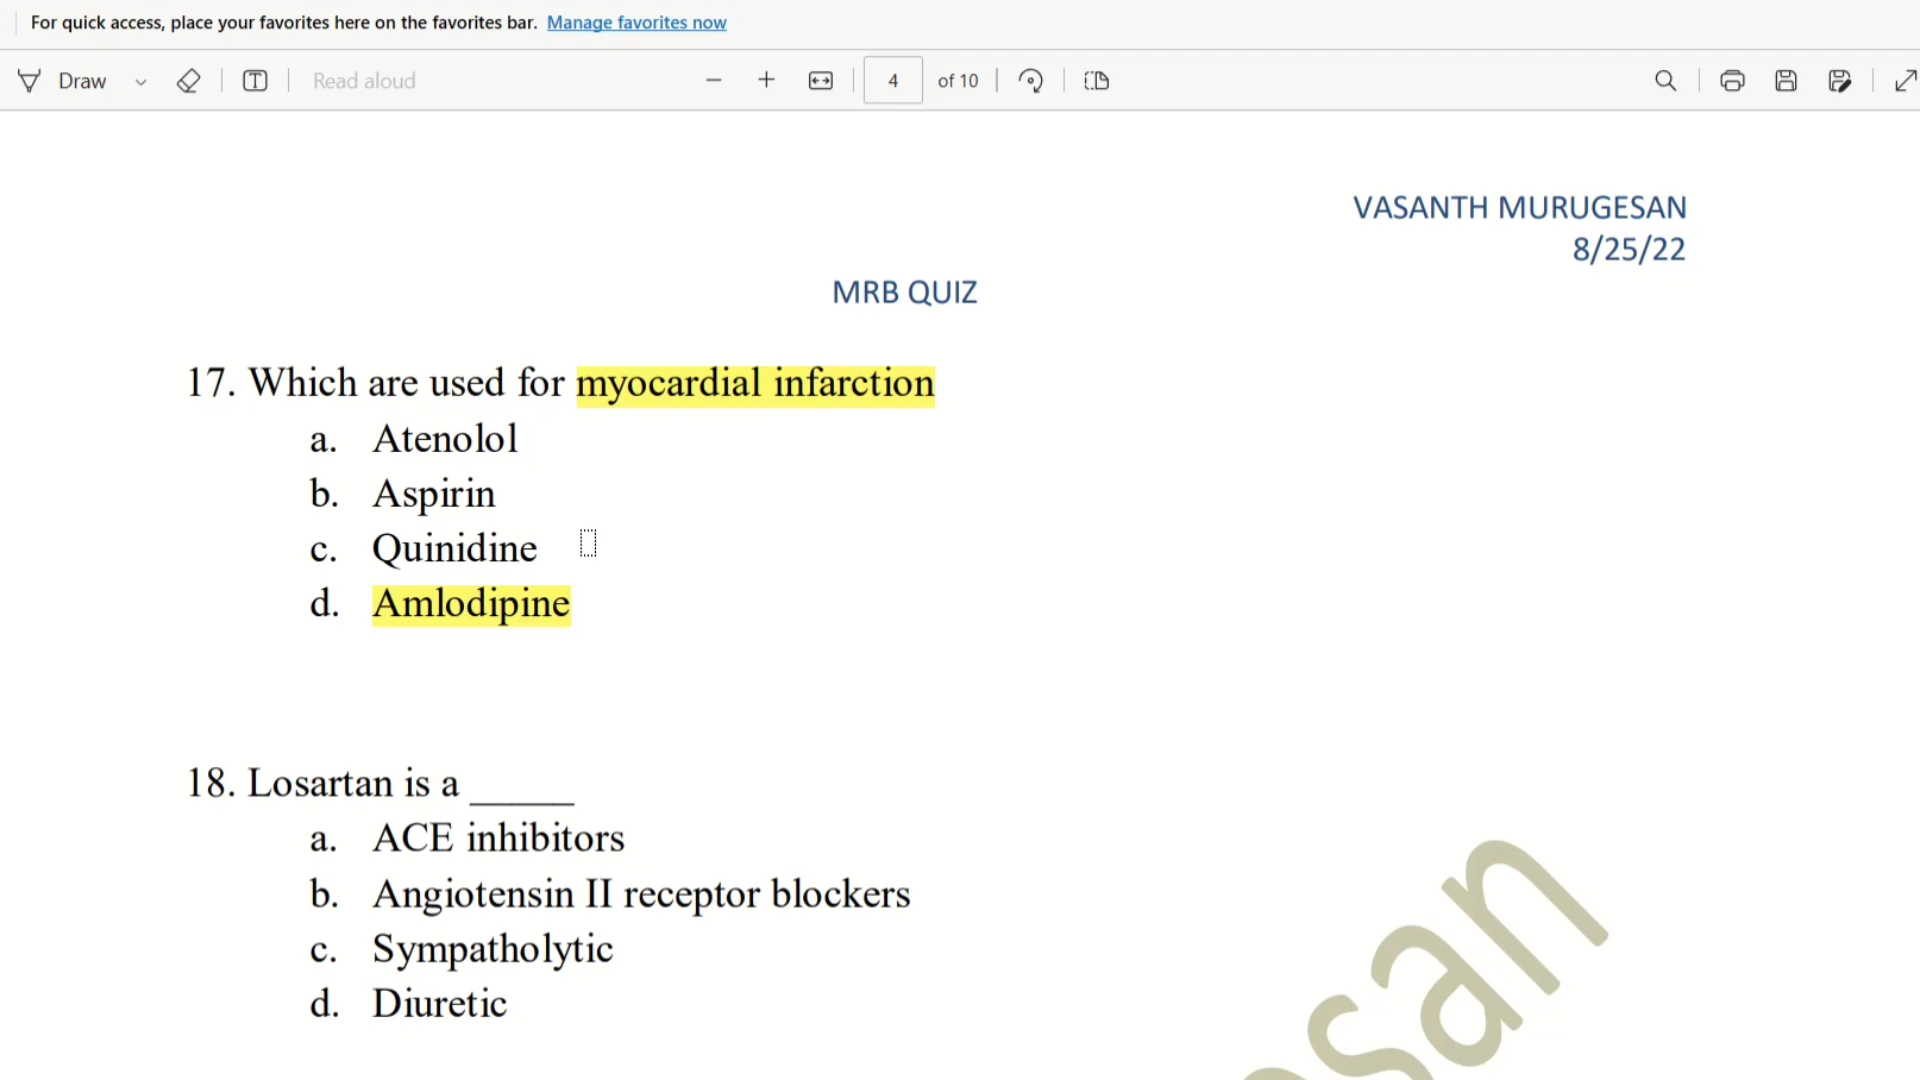 For quick access, place your favorites here on the favorites bar. Manage favorites now
Draw Read aloud 4 of 10
VASANTH MURUGESAN
8/25/22
MRB QUIZ
17. Which are used for myocardial infarction
a. Atenolol
b. Aspirin
c. Quinidine
d. Amlodipine
18. Losartan is a _____
a. ACE inhibitors
b. Angiotensin II receptor blockers
c. Sympatholytic
d. Diuretic
san